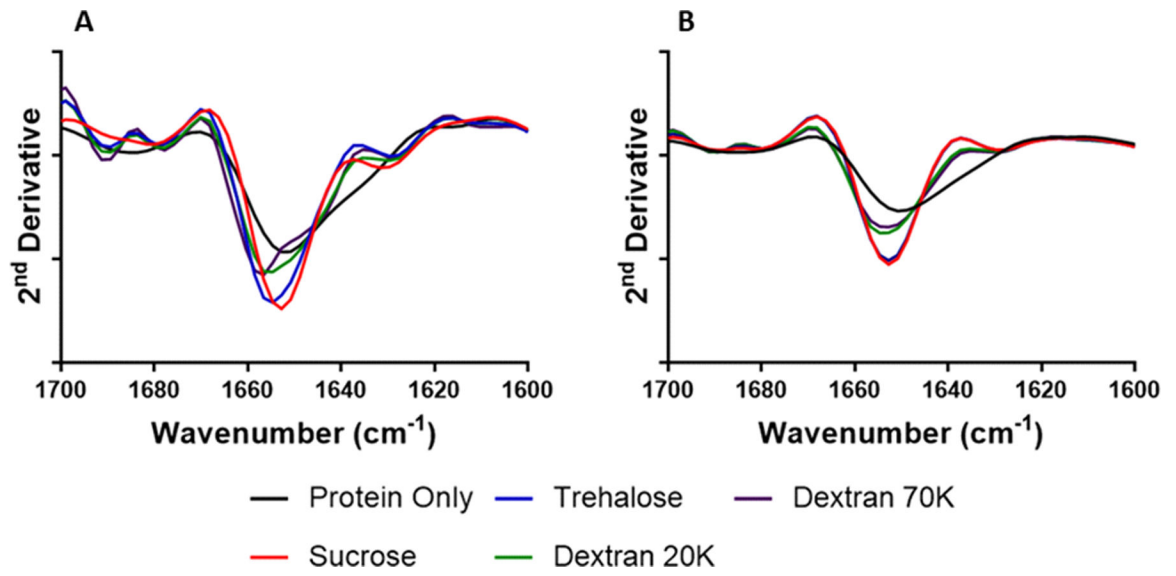 A B
2nd Derivative 2nd Derivative
1700 1680 1660 1640 1620 1600 1700 1680 1660 1640 1620 1600
Wavenumber (cm-1) Wavenumber (cm-1)
Protein Only Trehalose Dextran 70K
Sucrose Dextran 20K